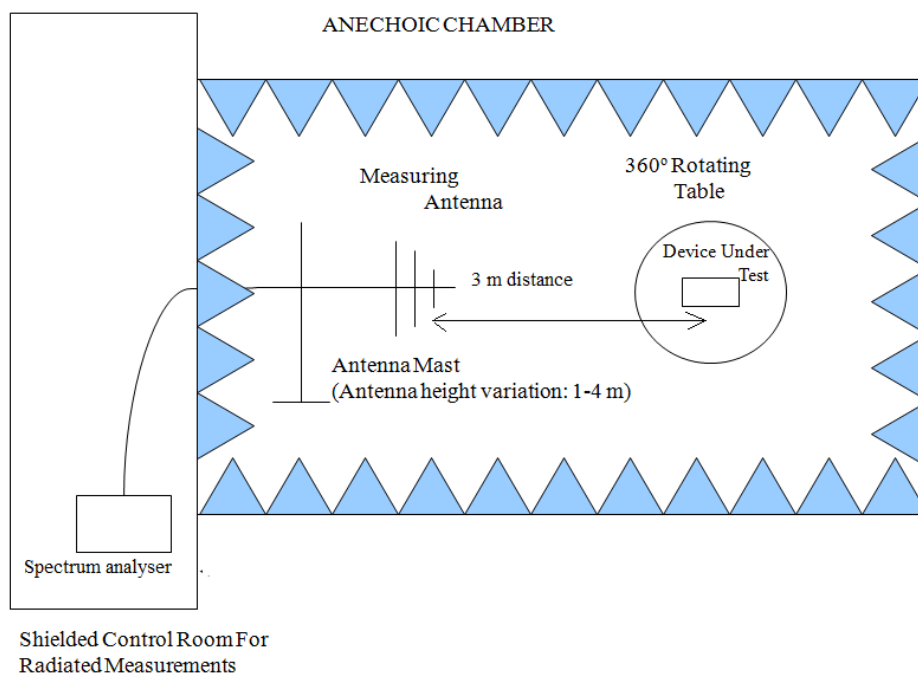 ANECHOIC CHAMBER
Measuring
Antenna
360º Rotating
Table
Device Under
Test
3 m distance
Antenna Mast
(Antenna height variation: 1-4 m)
Spectrum analyser
Shielded Control Room For
Radiated Measurements